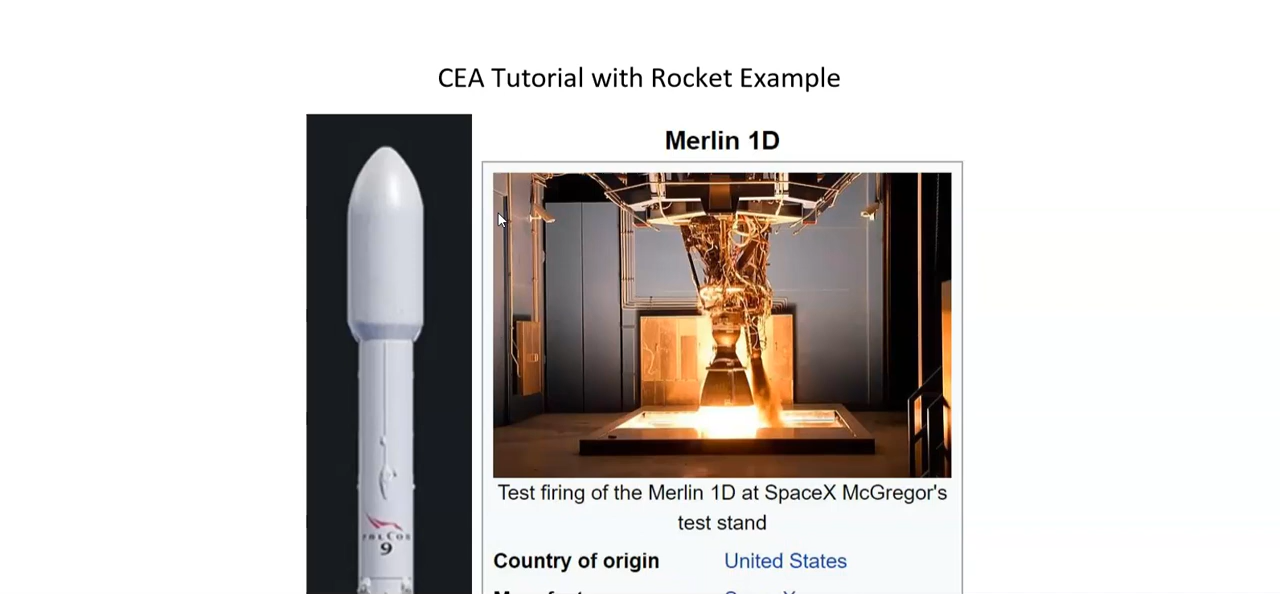 CEA Tutorial with Rocket Example
Merlin 1D
Test firing of the Merlin 1D at SpaceX McGregor's
test stand
Country of origin United States
9